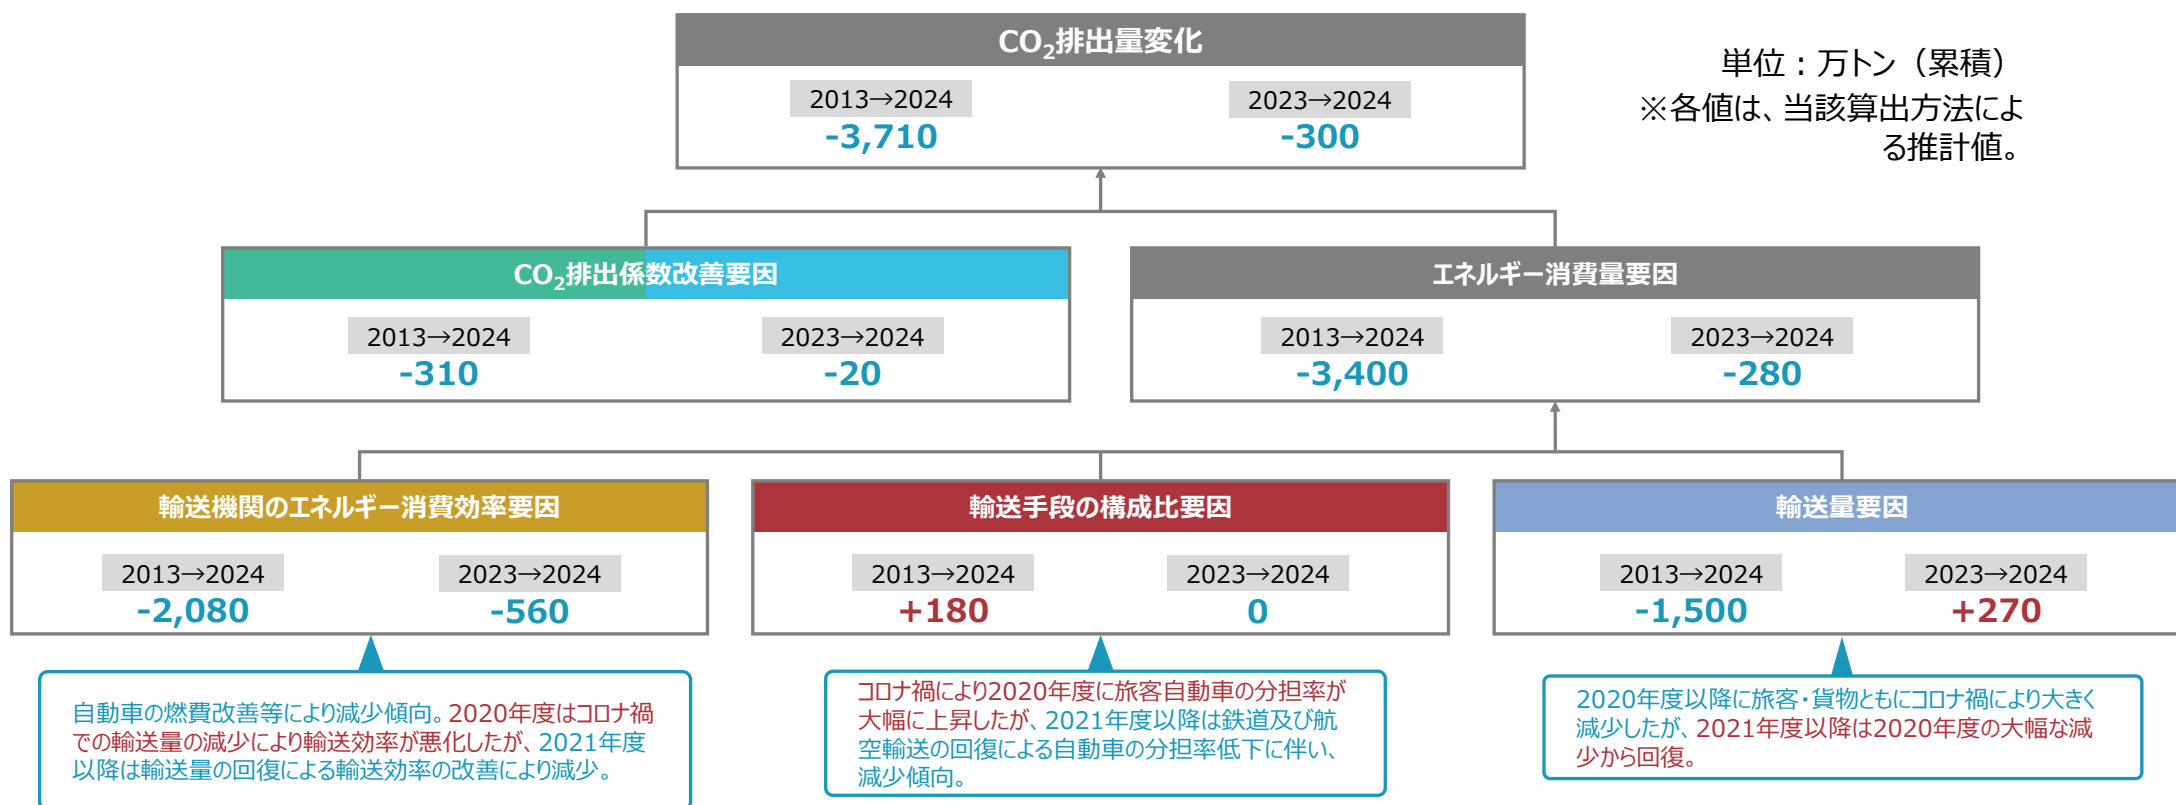 CO₂排出量変化
2013→2024
2023→2024
-3,710
-300
単位：万トン（累積）
※各値は、当該算出方法によ
る推計値。
CO₂排出係数改善要因
2013→2024
2023→2024
-310
-20
エネルギー消費量要因
2013→2024
2023→2024
-3,400
-280
輸送機関のエネルギー消費効率要因
2013→2024
2023→2024
-2,080
-560
輸送手段の構成比要因
2013→2024
2023→2024
+180
0
輸送量要因
2013→2024
2023→2024
-1,500
+270
自動車の燃費改善等により減少傾向。2020年度はコロナ禍
での輸送量の減少により輸送効率が悪化したが、2021年度
以降は輸送量の回復による輸送効率の改善により減少。
コロナ禍により2020年度に旅客自動車の分担率が
大幅に上昇したが、2021年度以降は鉄道及び航
空輸送の回復による自動車の分担率低下に伴い、
減少傾向。
2020年度以降に旅客・貨物ともにコロナ禍により大きく
減少したが、2021年度以降は2020年度の大幅な減
少から回復。